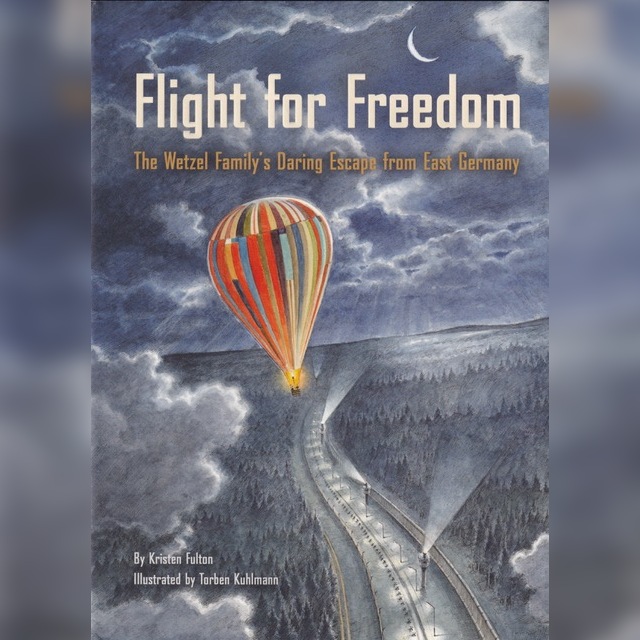 Flight for Freedom
The Wetzel Family's Daring Escape from East Germany
By Kristen Fulton
Illustrated by Torben Kuhlmann